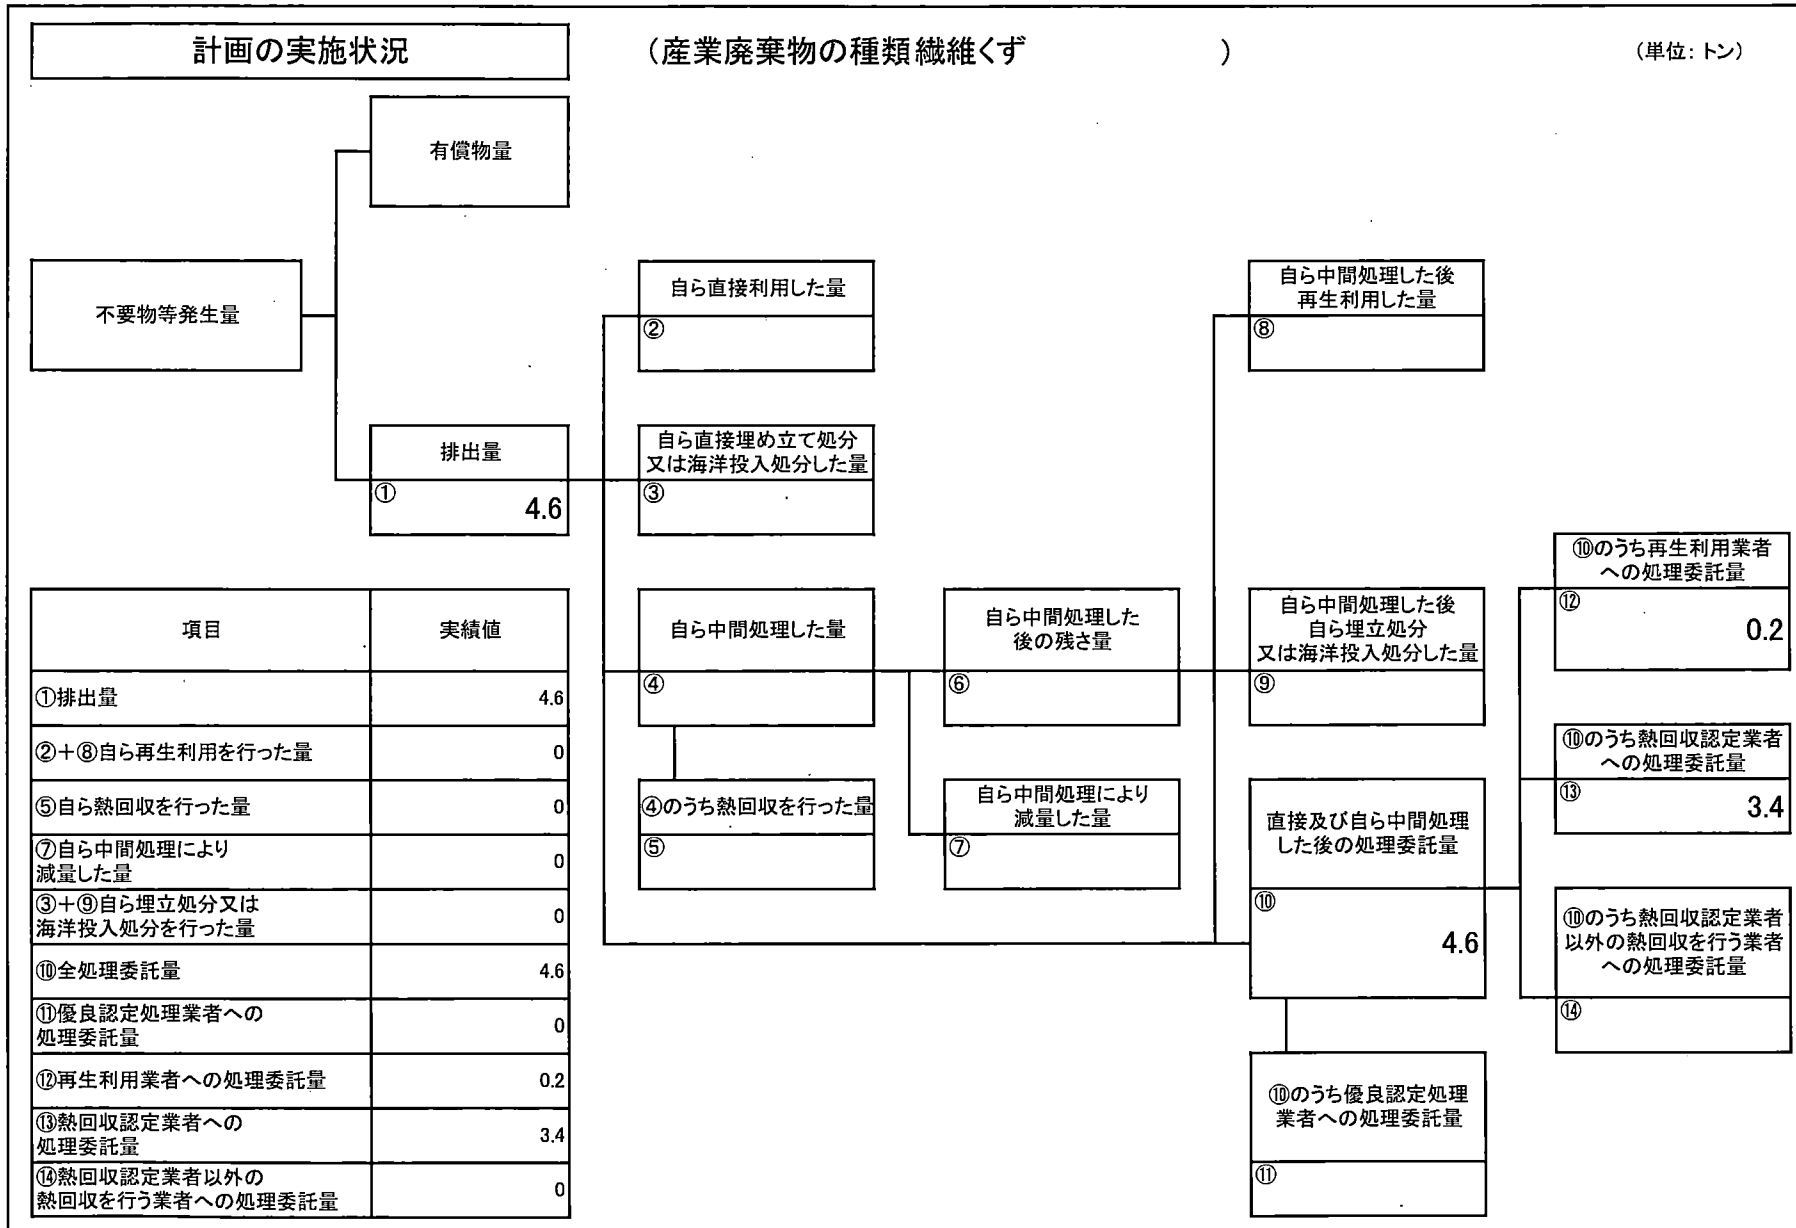 計画の実施状況
(産業廃棄物の種類繊維くず )
(単位:トン)
有償物量
不要物等発生量
自ら直接利用した量
②
自ら中間処理した後
再生利用した量
⑧
排出量
①
4.6
自ら直接埋め立て処分
又は海洋投入処分した量
③
⑩のうち再生利用業者
への処理委託量
⑫
0.2
自ら中間処理した量
④
自ら中間処理した
後の残さ量
⑥
自ら中間処理した後
自ら埋立処分
又は海洋投入処分した量
⑨
⑩のうち熱回収認定業者
への処理委託量
⑬
3.4
④のうち熱回収を行った量
⑤
自ら中間処理により
減量した量
⑦
直接及び自ら中間処理
した後の処理委託量
⑩
4.6
⑩のうち熱回収認定業者
以外の熱回収を行う業者
への処理委託量
⑭
⑩のうち優良認定処理
業者への処理委託量
⑪
項目 実績値
①排出量 4.6
②+⑧自ら再生利用を行った量 0
⑤自ら熱回収を行った量 0
⑦自ら中間処理により
減量した量 0
③+⑨自ら埋立処分又は
海洋投入処分を行った量 0
⑩全処理委託量 4.6
⑪優良認定処理業者への
処理委託量 0
⑫再生利用業者への処理委託量 0.2
⑬熱回収認定業者への
処理委託量 3.4
⑭熱回収認定業者以外の
熱回収を行う業者への処理委託量 0